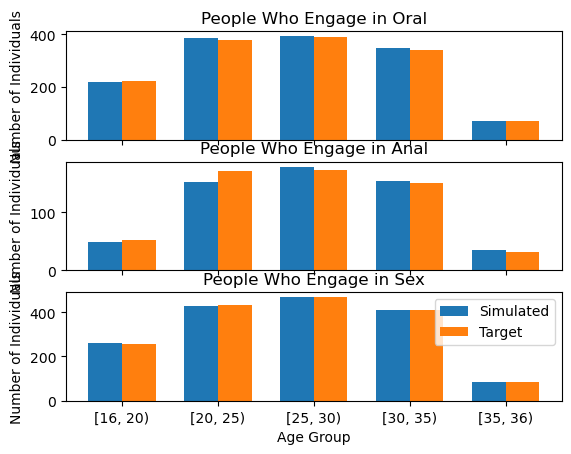 People Who Engage in Oral
Number of Individuals
400
200
0
People Who Engage in Anal
Number of Individuals
100
0
People Who Engage in Sex
Number of Individuals
400
200
0
Simulated
Target
[16, 20)
[20, 25)
[25, 30)
[30, 35)
[35, 36)
Age Group